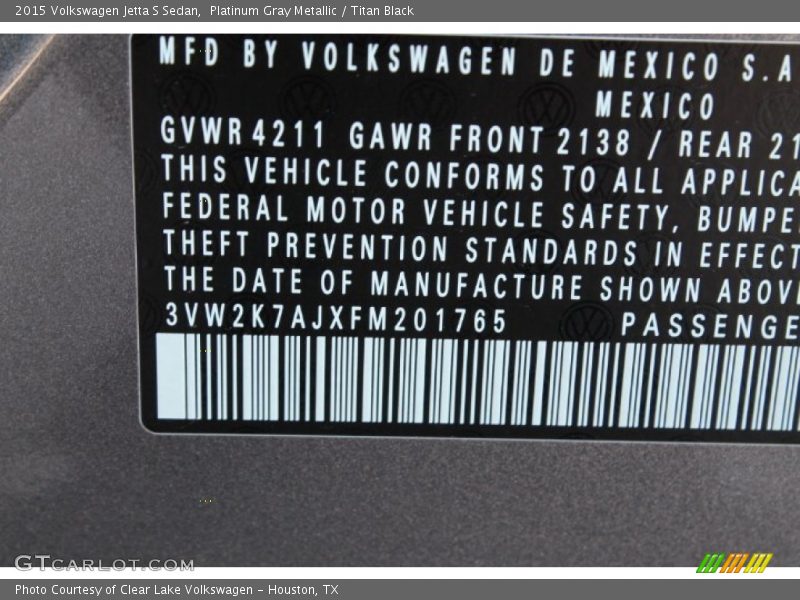 2015 Volkswagen Jetta S Sedan, Platinum Gray Metallic / Titan Black
MFD BY VOLKSWAGEN DE MEXICO S.A
MEXICO
GVWR 4211 GAWR FRONT 2138 / REAR 21
THIS VEHICLE CONFORMS TO ALL APPLICA
FEDERAL MOTOR VEHICLE SAFETY, BUMPE
THEFT PREVENTION STANDARDS IN EFFECT
THE DATE OF MANUFACTURE SHOWN ABOV
3VW2K7AJXFM201765 PASSENGE
GTCARLOT.COM
Photo Courtesy of Clear Lake Volkswagen – Houston, TX